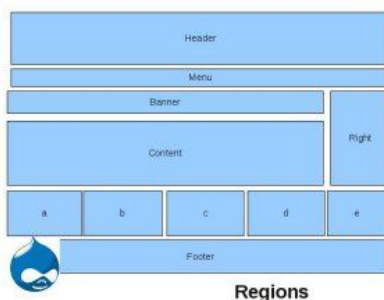 Header
Menu
Banner
Right
Content
a b c d e
Footer
Regions